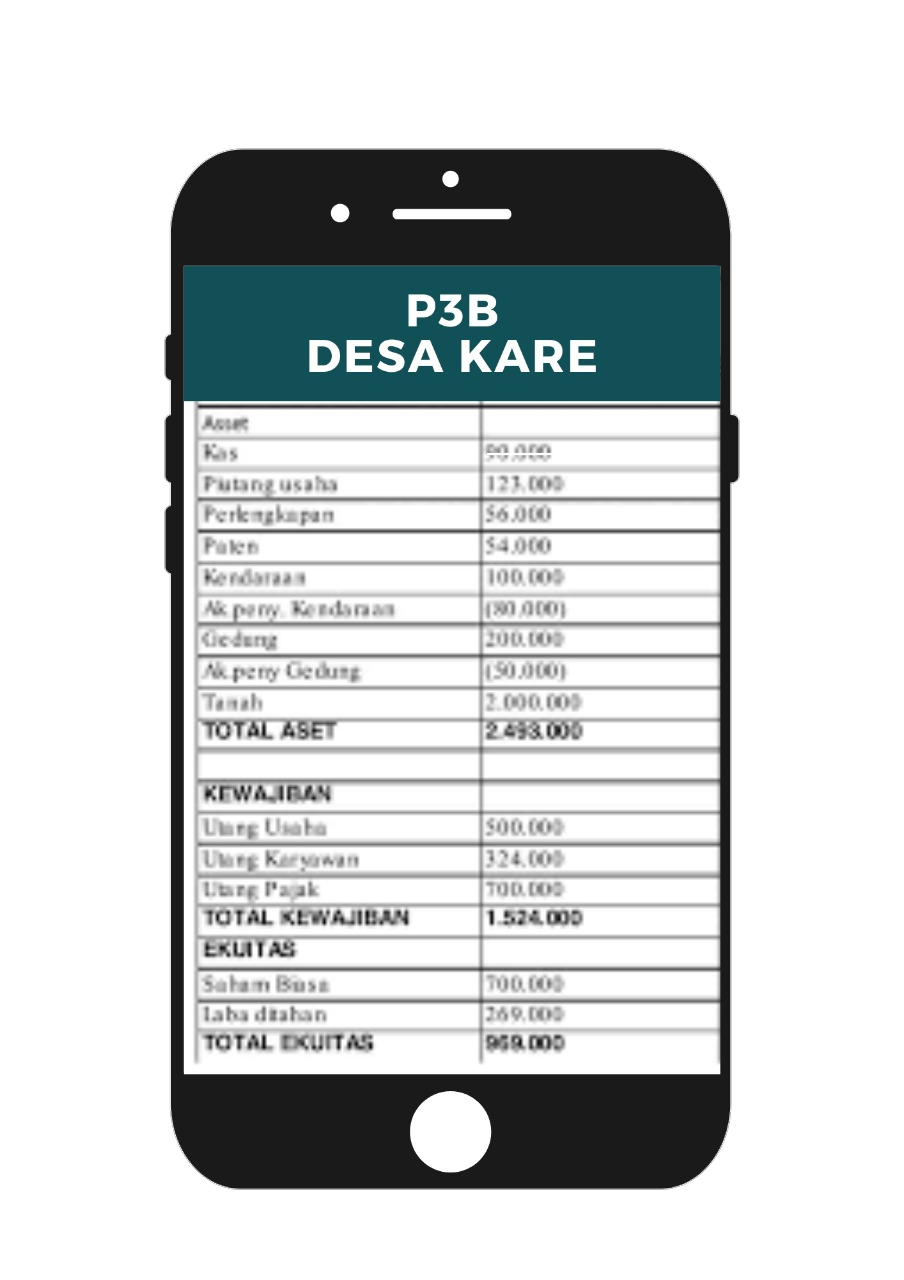 P3B
DESA KARE
Asset
Kas 90.000
Piutang usaha 123.000
Perlengkapan 56.000
Paten 54.000
Kendaraan 100.000
Ak peny. Kendaraan (80.000)
Gedung 200.000
Ak peny Gedung (50.000)
Tanah 2.000.000
TOTAL ASET 2.493.000
KEWAJIBAN
Utang Usaha 500.000
Utang Karyawan 324.000
Utang Pajak 700.000
TOTAL KEWAJIBAN 1.524.000
EKUITAS
Saham Biasa 700.000
Laba ditahan 269.000
TOTAL EKUITAS 969.000